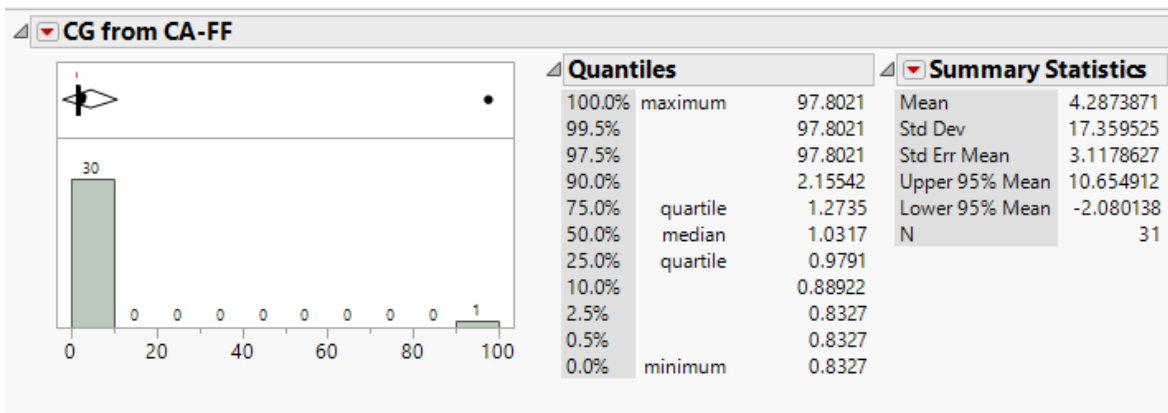 CG from CA-FF
30
0 0 0 0 0 0 0 0 1
0 20 40 60 80 100
Quantiles
100.0% maximum 97.8021
99.5% 97.8021
97.5% 97.8021
90.0% 2.15542
75.0% quartile 1.2735
50.0% median 1.0317
25.0% quartile 0.9791
10.0% 0.88922
2.5% 0.8327
0.5% 0.8327
0.0% minimum 0.8327
Summary Statistics
Mean 4.2873871
Std Dev 17.359525
Std Err Mean 3.1178627
Upper 95% Mean 10.654912
Lower 95% Mean -2.080138
N 31